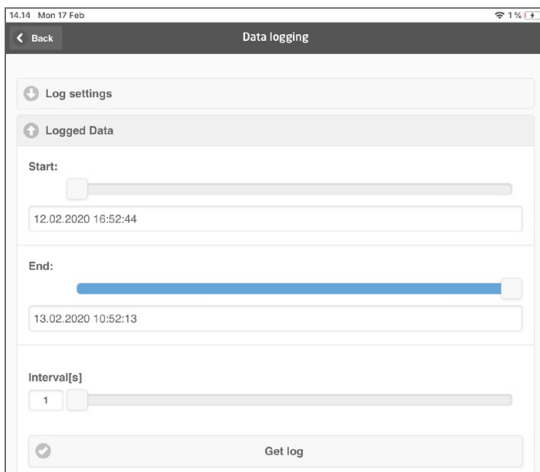 14.14 Mon 17 Feb 1%
Back Data logging
Log settings
Logged Data
Start:
12.02.2020 16:52:44
End:
13.02.2020 10:52:13
Interval[s]
1
Get log